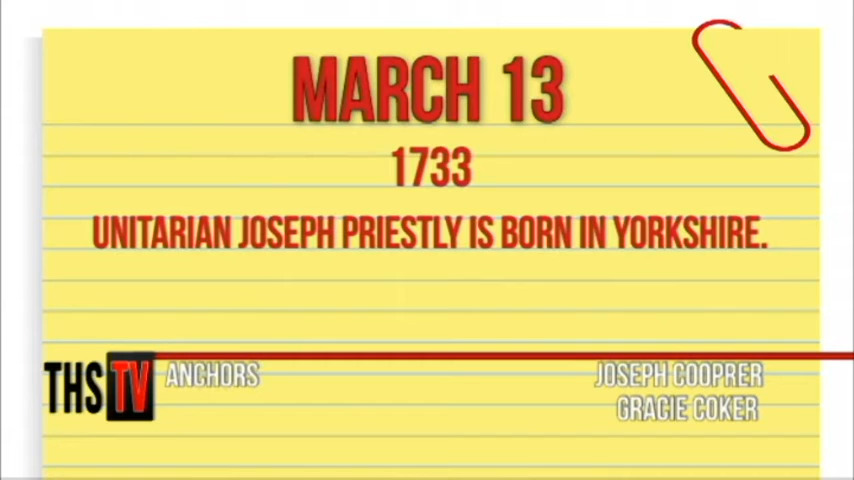 MARCH 13
1733
UNITARIAN JOSEPH PRIESTLY IS BORN IN YORKSHIRE.
THS TV
ANCHORS
JOSEPH COOPRER
GRACIE COKER